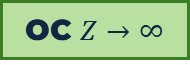 OC Z → ∞